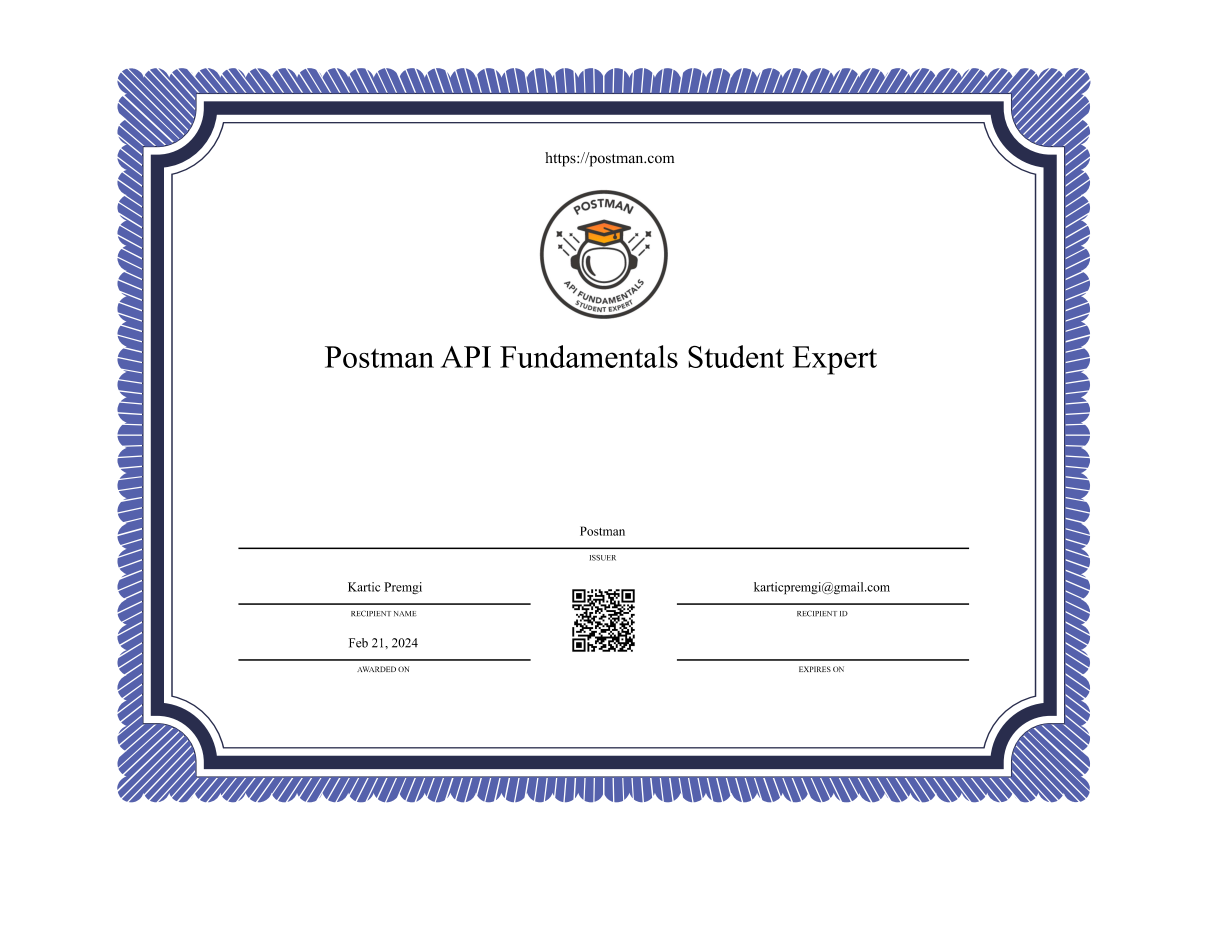 https://postman.com
POSTMAN
API FUNDAMENTALS
STUDENT EXPERT
Postman API Fundamentals Student Expert
Postman
ISSUER
Kartic Premgi
karticpremgi@gmail.com
RECIPIENT NAME
RECIPIENT ID
Feb 21, 2024
AWARDED ON
EXPIRES ON